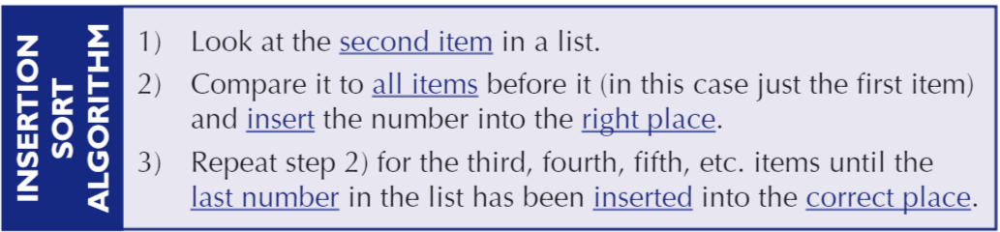 INSERTION
SORT
ALGORITHM
1) Look at the second item in a list.
2) Compare it to all items before it (in this case just the first item)
and insert the number into the right place.
3) Repeat step 2) for the third, fourth, fifth, etc. items until the
last number in the list has been inserted into the correct place.